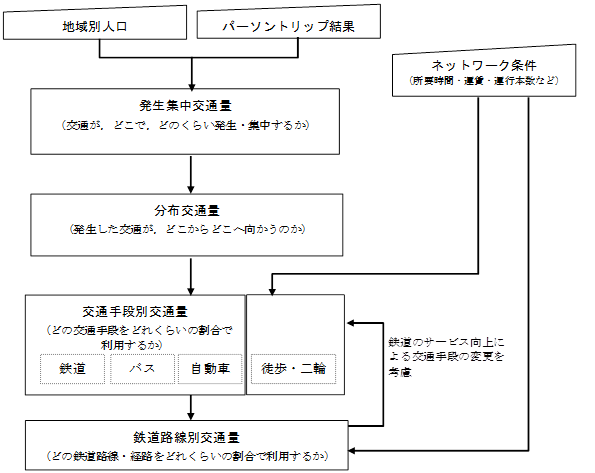 地域別人口
パーソントリップ結果
ネットワーク条件
（所要時間・運賃・運行本数など）
発生集中交通量
（交通が，どこで，どのくらい発生・集中するか）
分布交通量
（発生した交通が，どこからどこへ向かうのか）
交通手段別交通量
（どの交通手段をどれくらいの割合で
利用するか）
鉄道
バス
自動車
徒歩・二輪
鉄道のサービス向上に
よる交通手段の変更を
考慮
鉄道路線別交通量
（どの鉄道路線・経路をどれくらいの割合で利用するか）